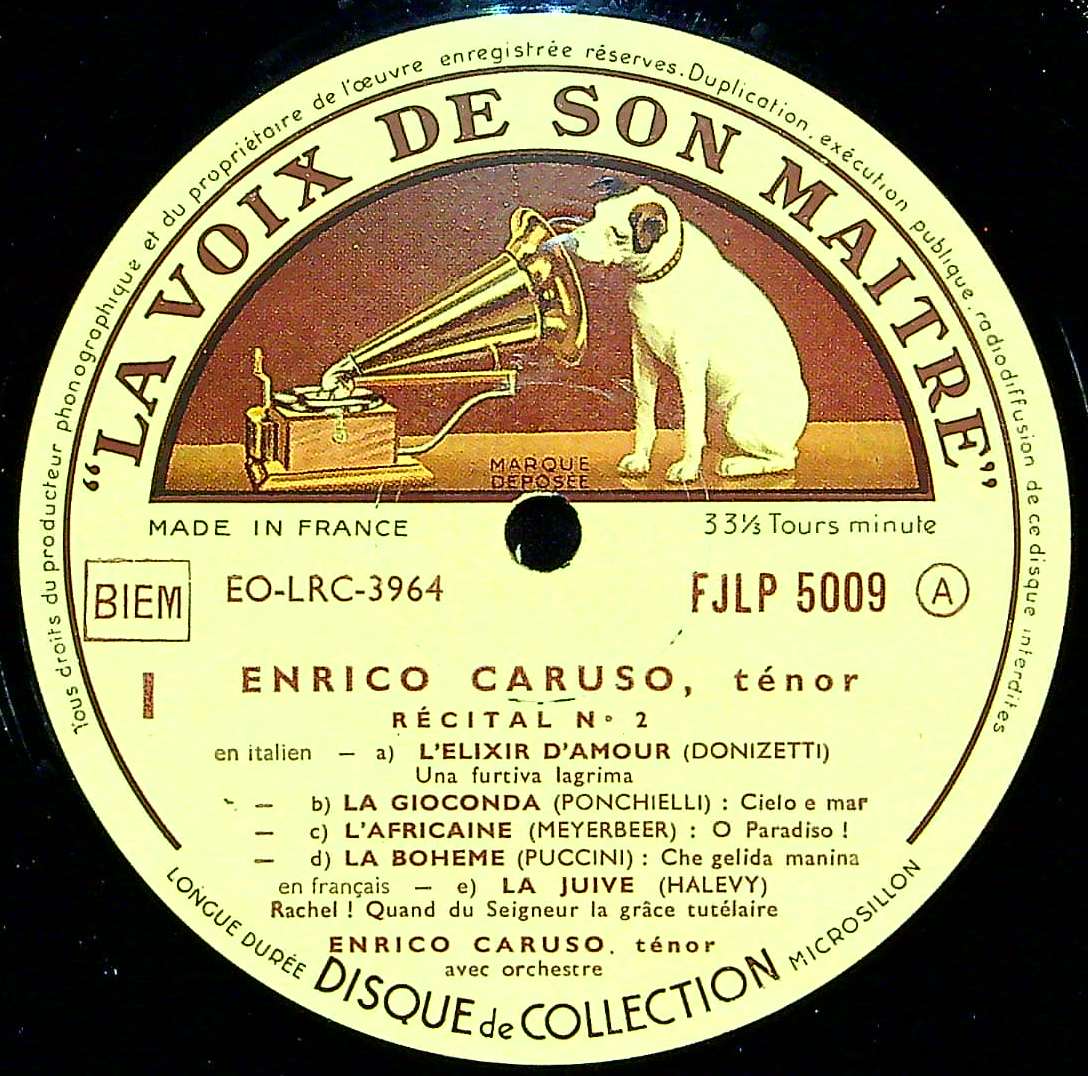 Tous droits du producteur phonographique et du propriétaire de l'œuvre enregistrée réservés. Duplication, exécution publique, radiodiffusion de ce disque interdites
“LA VOIX DE SON MAITRE”
MARQUE
DEPOSÉE
MADE IN FRANCE 33⅓ Tours minute
BIEM EO-LRC-3964 FJLP 5009 A
I ENRICO CARUSO, ténor
RÉCITAL N° 2
en italien — a) L'ELIXIR D'AMOUR (DONIZETTI)
Una furtiva lagrima
— b) LA GIOCONDA (PONCHIELLI) : Cielo e mar
— c) L'AFRICAINE (MEYERBEER) : O Paradiso !
— d) LA BOHEME (PUCCINI) : Che gelida manina
en français — e) LA JUIVE (HALEVY)
Rachel ! Quand du Seigneur la grâce tutélaire
ENRICO CARUSO, ténor
avec orchestre
LONGUE DURÉE DISQUE de COLLECTION MICROSILLON